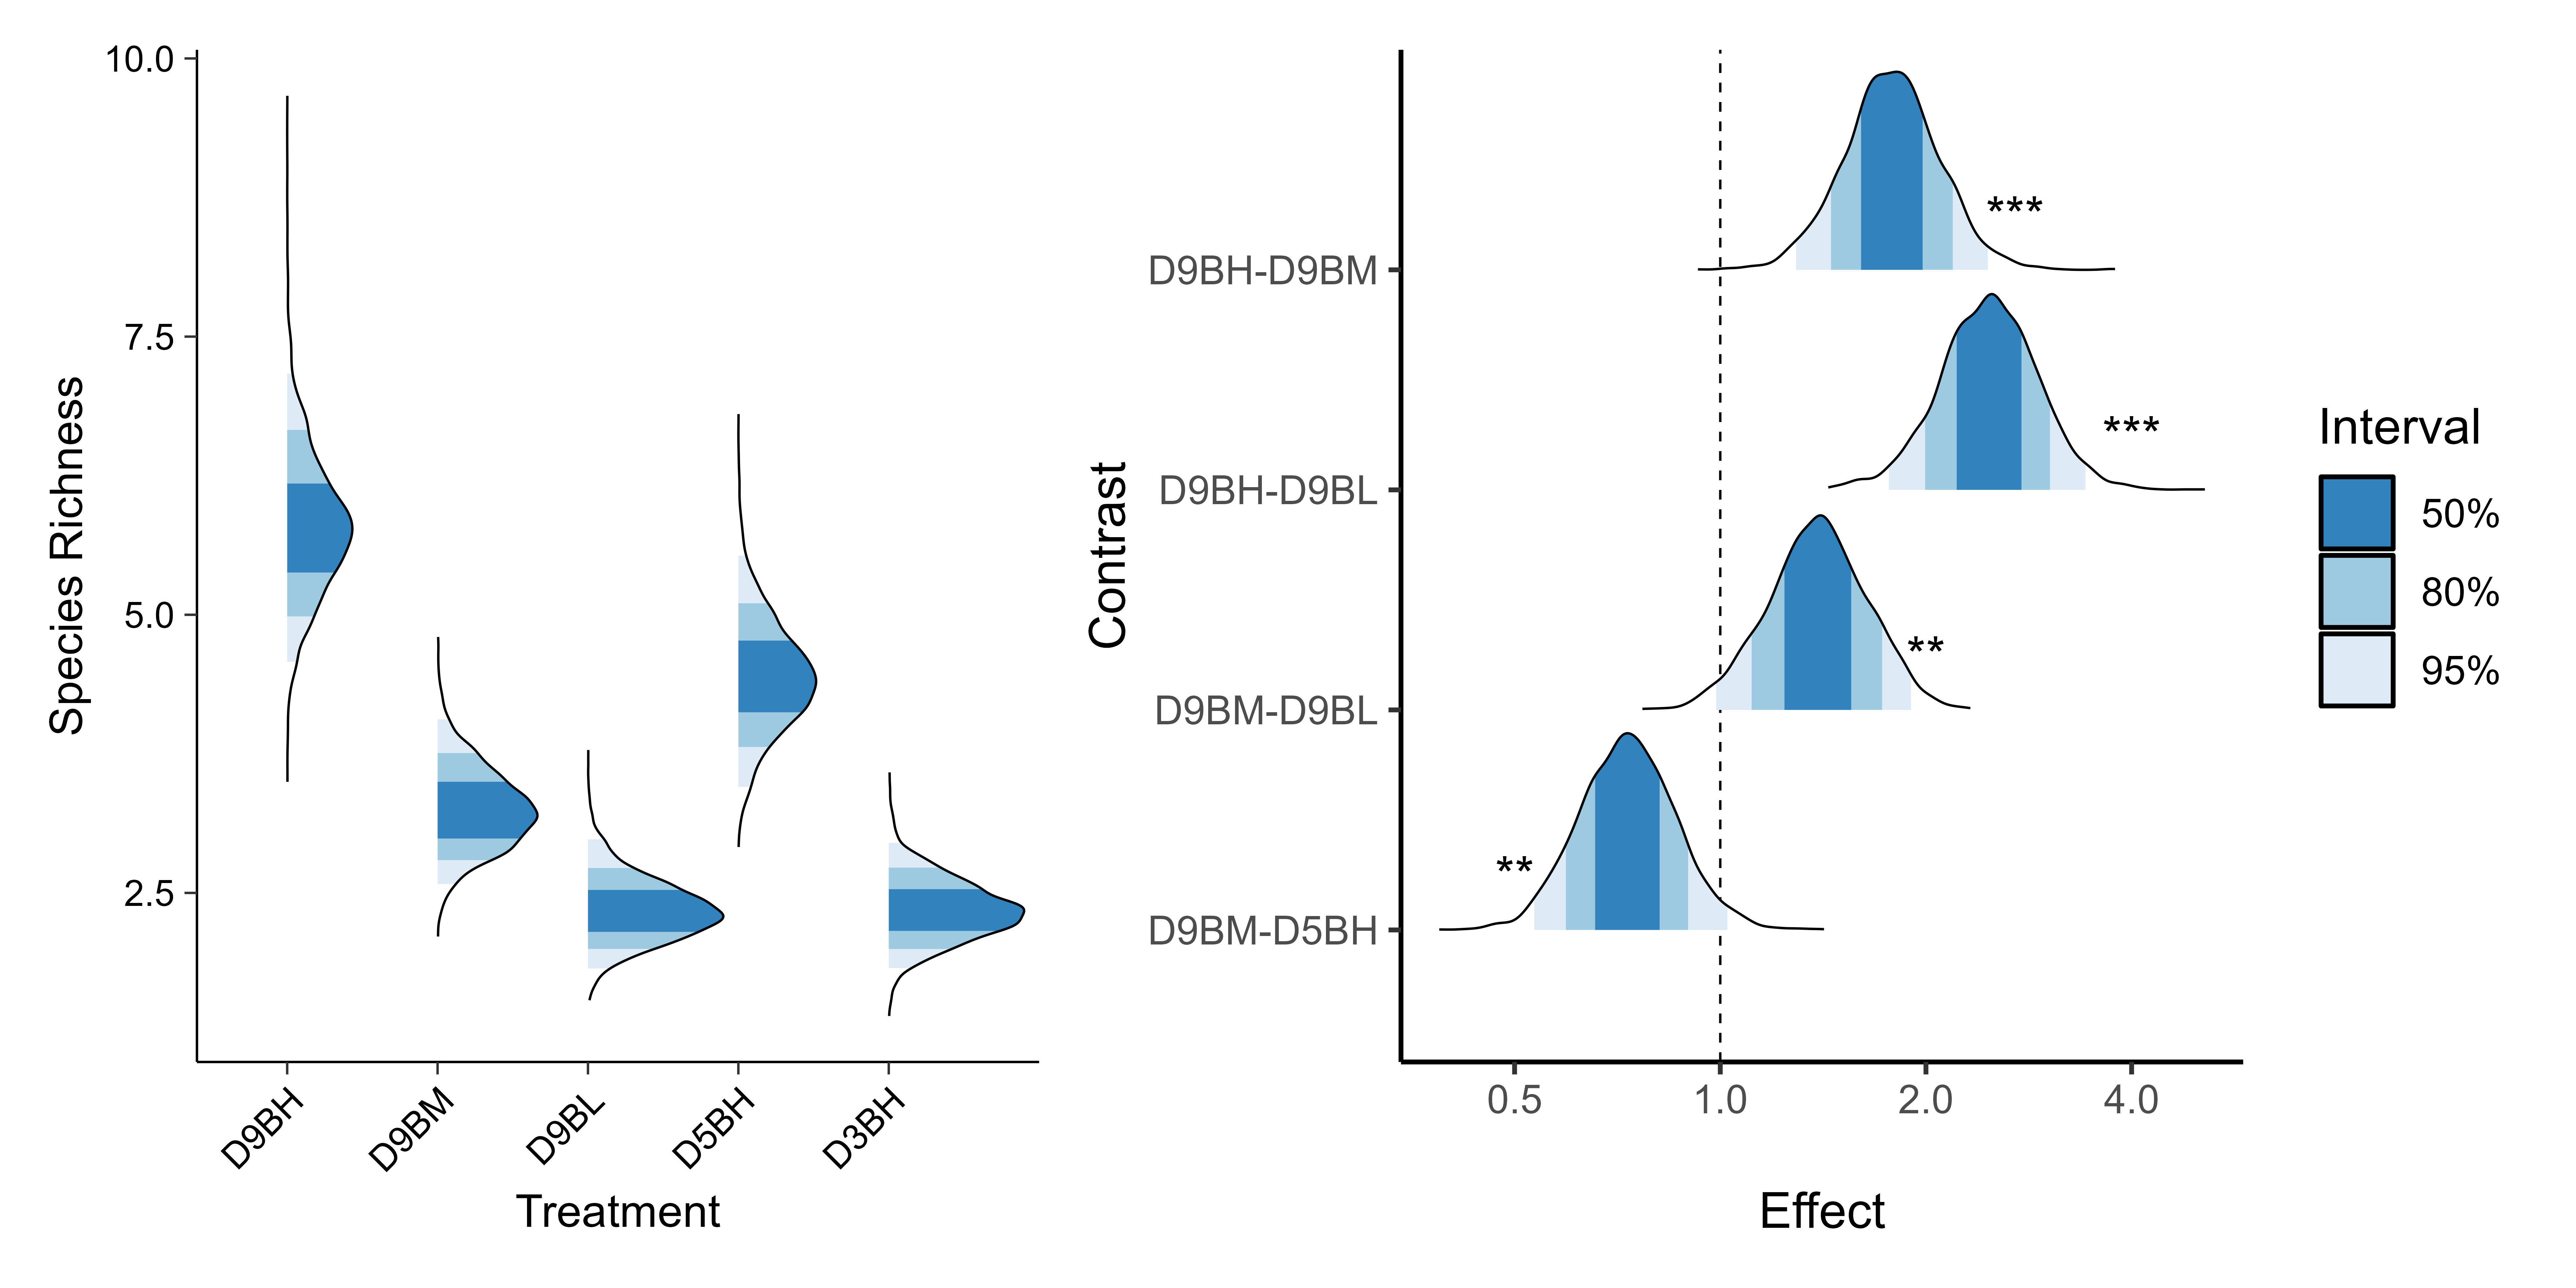 10.0
7.5
5.0
2.5
Species Richness
D9BH
D9BM
D9BL
D5BH
D3BH
Treatment
Contrast
D9BH-D9BM
***
D9BH-D9BL
***
D9BM-D9BL
**
D9BM-D5BH
**
0.5
1.0
2.0
4.0
Effect
Interval
50%
80%
95%